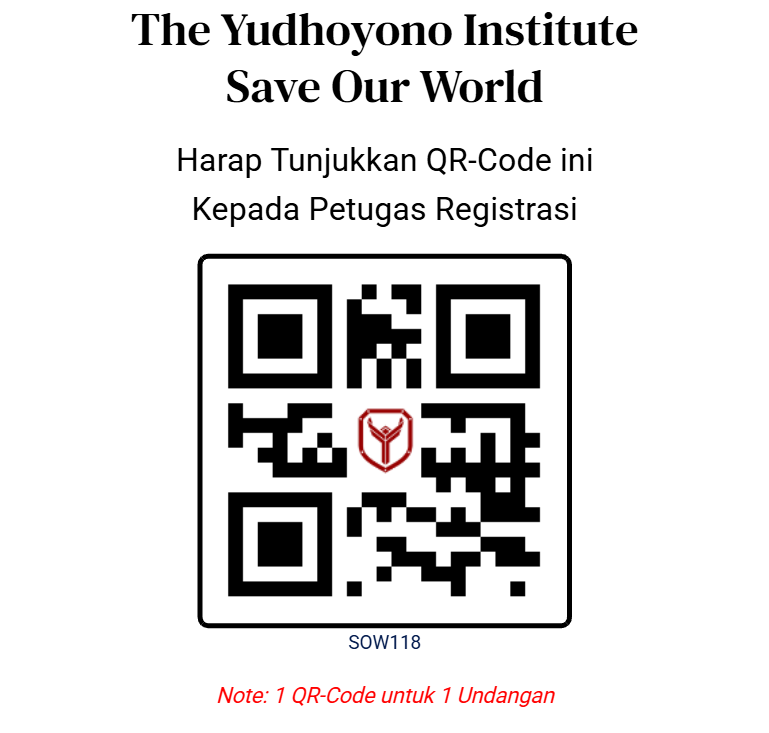 The Yudhoyono Institute
Save Our World
Harap Tunjukkan QR-Code ini
Kepada Petugas Registrasi
SOW118
Note: 1 QR-Code untuk 1 Undangan